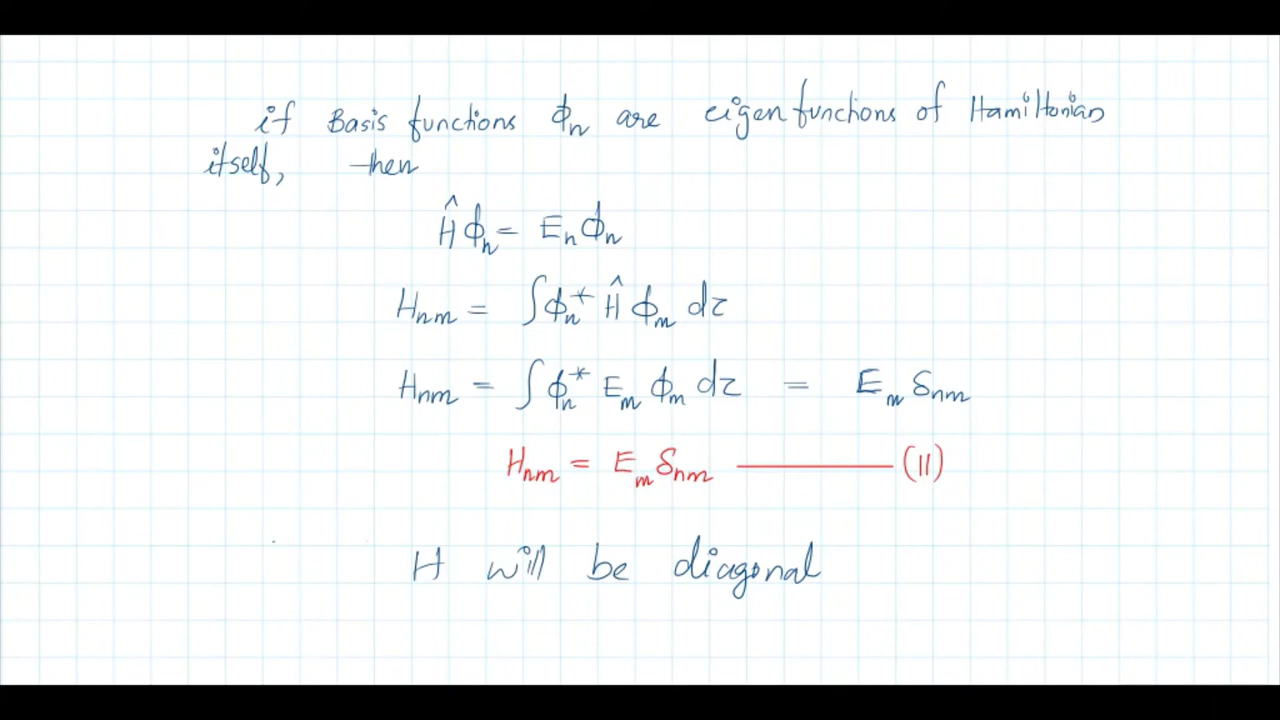 if Basis functions ϕₙ are eigenfunctions of Hamiltonian
itself, then
Ĥϕₙ = Eₙϕₙ
Hₙₘ = ∫ϕₙ* Ĥ ϕₘ dτ
Hₙₘ = ∫ϕₙ* Eₘ ϕₘ dτ = Eₘ δₙₘ
Hₙₘ = Eₘ δₙₘ ——— (11)
H will be diagonal